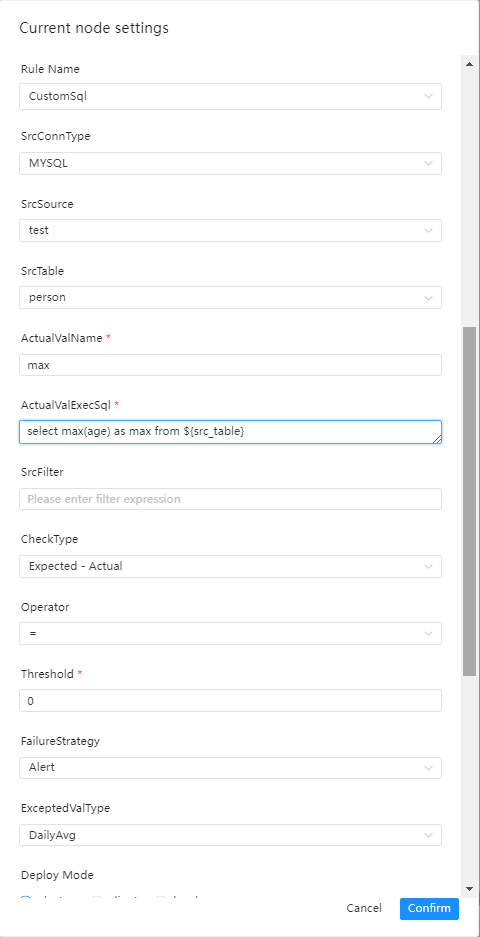 Current node settings
Rule Name
CustomSql
SrcConnType
MYSQL
SrcSource
test
SrcTable
person
ActualValName *
max
ActualValExecSql *
select max(age) as max from ${src_table}
SrcFilter
Please enter filter expression
CheckType
Expected - Actual
Operator
=
Threshold *
0
FailureStrategy
Alert
ExceptedValType
DailyAvg
Deploy Mode
Cancel Confirm